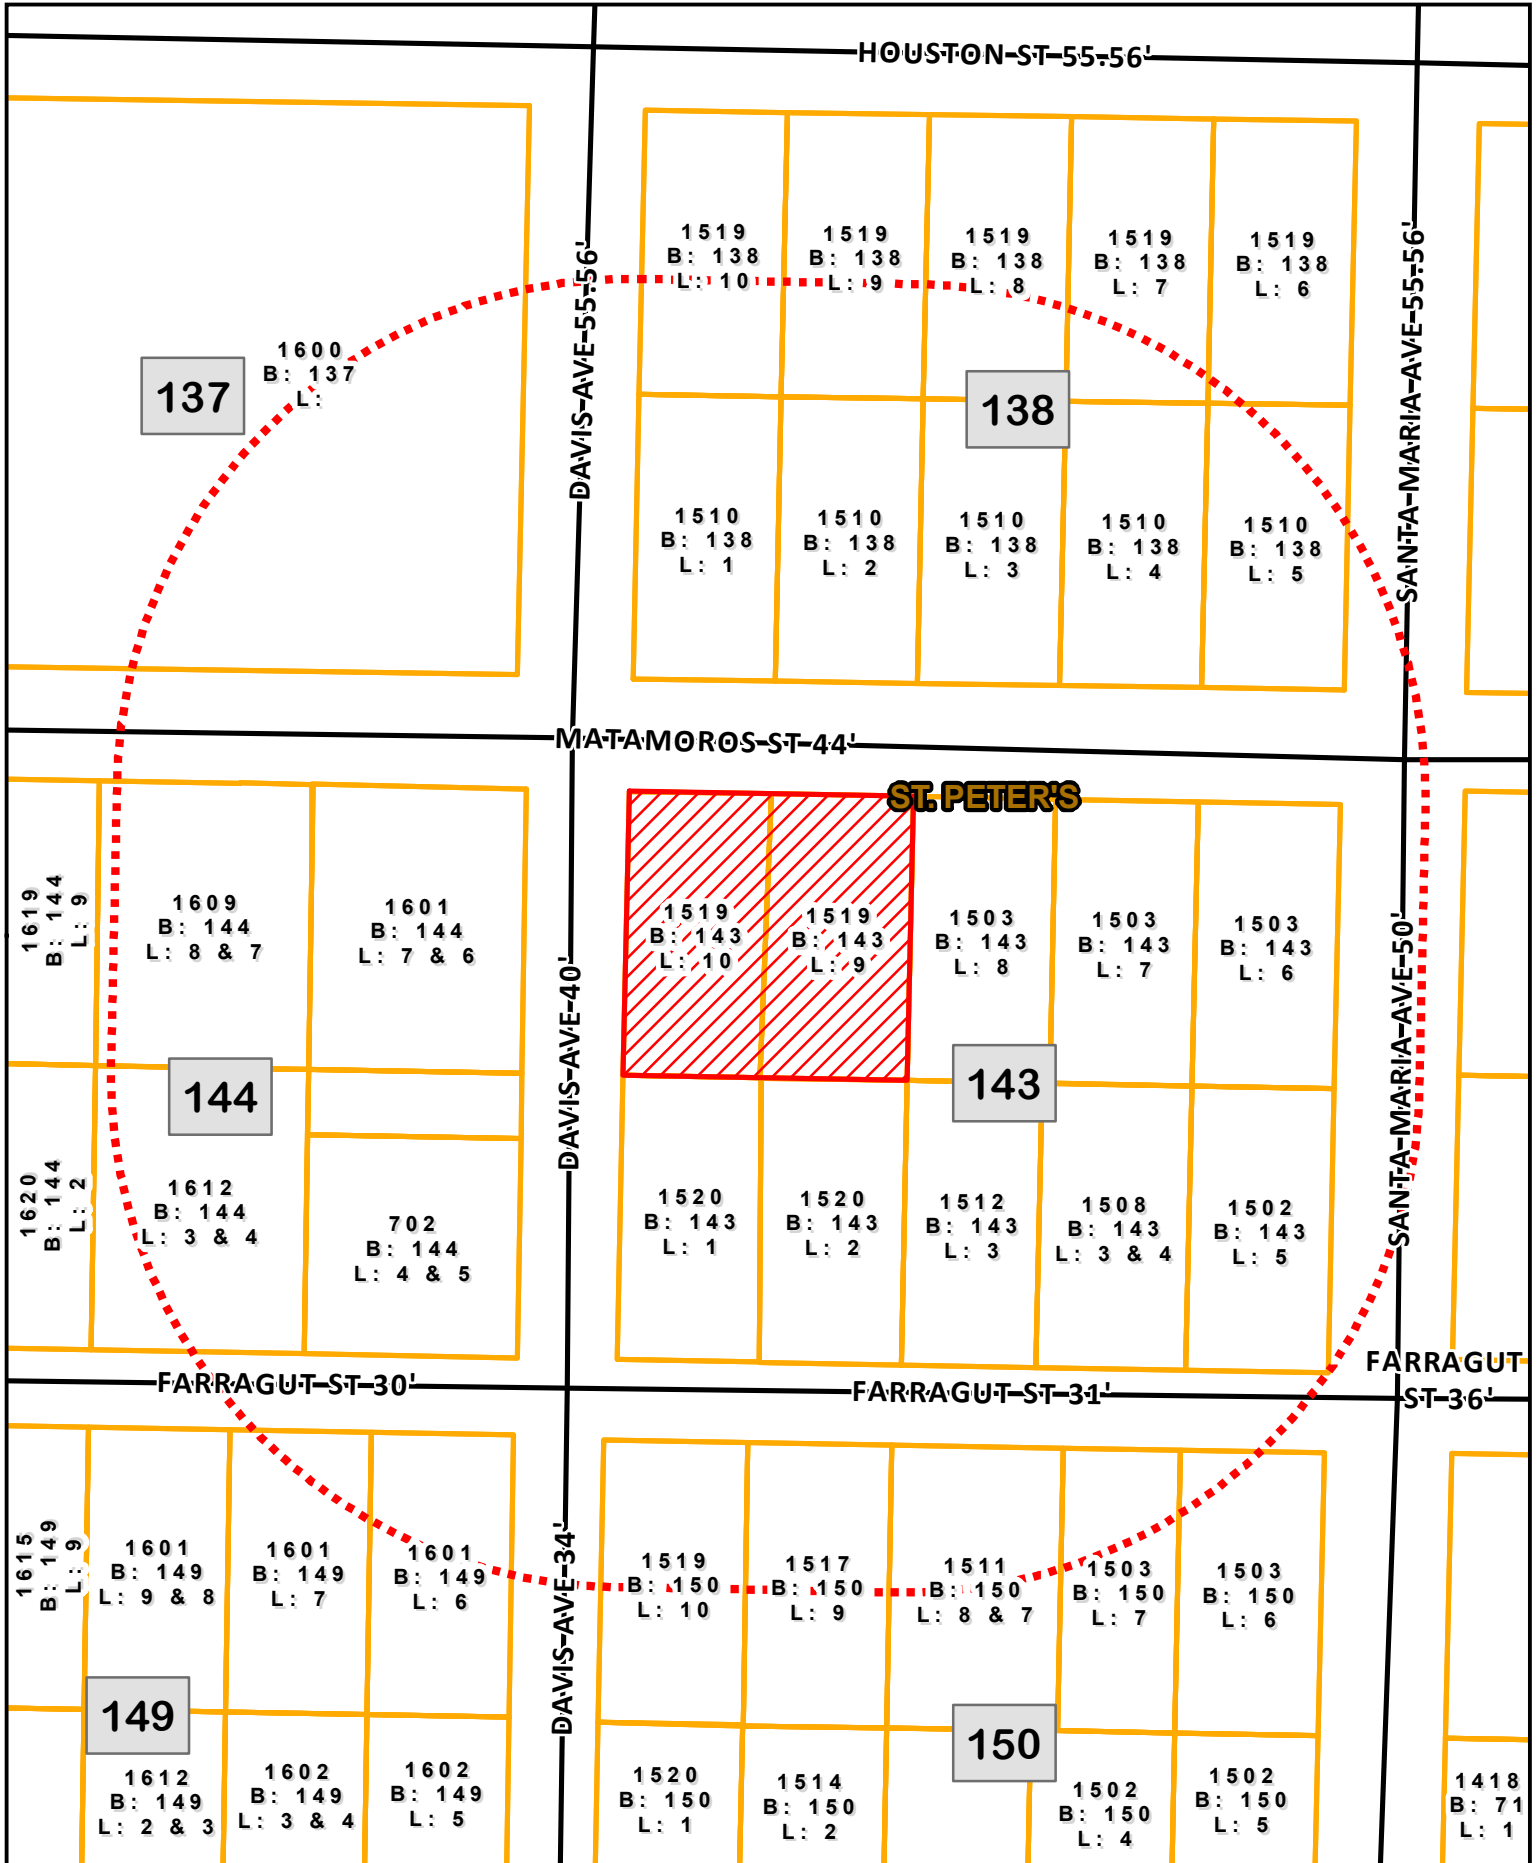 HOUSTON ST 55.56'
DAVIS AVE 55.56'
SANTA MARIA AVE 55.56'
1519
B: 138
L: 10
1519
B: 138
L: 9
1519
B: 138
L: 8
1519
B: 138
L: 7
1519
B: 138
L: 6
1600
B: 137
L:
137
138
1510
B: 138
L: 1
1510
B: 138
L: 2
1510
B: 138
L: 3
1510
B: 138
L: 4
1510
B: 138
L: 5
MATAMOROS ST 44'
ST. PETER'S
1619
B: 144
L: 9
1609
B: 144
L: 8 & 7
1601
B: 144
L: 7 & 6
DAVIS AVE 40'
1519
B: 143
L: 10
1519
B: 143
L: 9
1503
B: 143
L: 8
1503
B: 143
L: 7
1503
B: 143
L: 6
SANTA MARIA AVE 50'
144
143
1620
B: 144
L: 2
1612
B: 144
L: 3 & 4
702
B: 144
L: 4 & 5
1520
B: 143
L: 1
1520
B: 143
L: 2
1512
B: 143
L: 3
1508
B: 143
L: 3 & 4
1502
B: 143
L: 5
FARRAGUT ST 30'
FARRAGUT ST 31'
FARRAGUT
ST 36'
1615
B: 149
L: 9
1601
B: 149
L: 9 & 8
1601
B: 149
L: 7
1601
B: 149
L: 6
DAVIS AVE 34'
1519
B: 150
L: 10
1517
B: 150
L: 9
1511
B: 150
L: 8 & 7
1503
B: 150
L: 7
1503
B: 150
L: 6
149
150
1612
B: 149
L: 2 & 3
1602
B: 149
L: 3 & 4
1602
B: 149
L: 5
1520
B: 150
L: 1
1514
B: 150
L: 2
1502
B: 150
L: 4
1502
B: 150
L: 5
1418
B: 71
L: 1